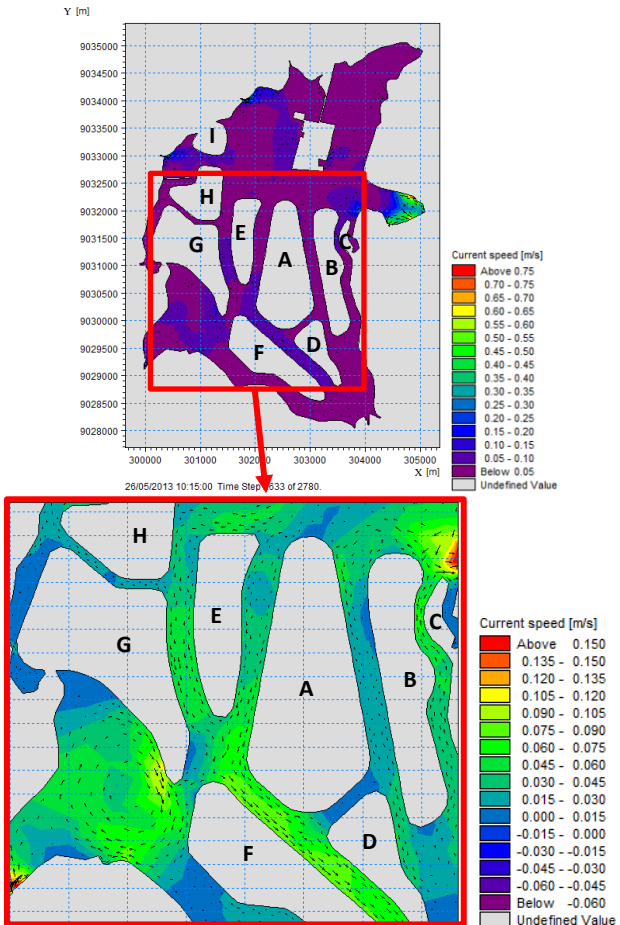 Y [m]
9035000
9034500
9034000
9033500
9033000
9032500
9032000
9031500
9031000
9030500
9030000
9029500
9029000
9028500
9028000
I
H
G
E
A
B
C
F
D
300000 301000 302000 303000 304000 305000
X [m]
26/05/2013 10:15:00 Time Step 633 of 2780.
Current speed [m/s]
Above 0.75
0.70 - 0.75
0.65 - 0.70
0.60 - 0.65
0.55 - 0.60
0.50 - 0.55
0.45 - 0.50
0.40 - 0.45
0.35 - 0.40
0.30 - 0.35
0.25 - 0.30
0.20 - 0.25
0.15 - 0.20
0.10 - 0.15
0.05 - 0.10
Below 0.05
Undefined Value
H
E
G
C
B
A
D
F
Current speed [m/s]
Above 0.150
0.135 - 0.150
0.120 - 0.135
0.105 - 0.120
0.090 - 0.105
0.075 - 0.090
0.060 - 0.075
0.045 - 0.060
0.030 - 0.045
0.015 - 0.030
0.000 - 0.015
-0.015 - 0.000
-0.030 - -0.015
-0.045 - -0.030
-0.060 - -0.045
Below -0.060
Undefined Value